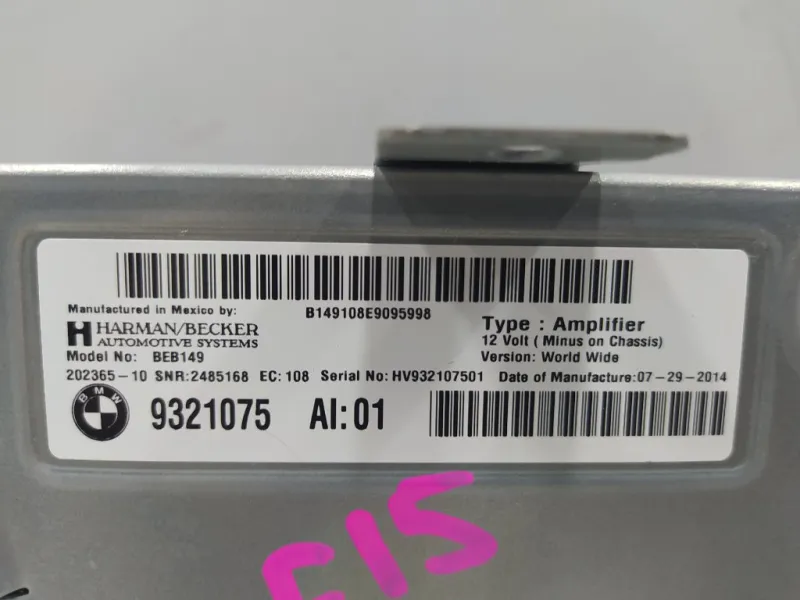 Manufactured in Mexico by:
B149108E9095998
HARMAN/BECKER
AUTOMOTIVE SYSTEMS
Type : Amplifier
12 Volt ( Minus on Chassis)
Model No: BEB149
Version: World Wide
202365-10 SNR:2485168 EC: 108 Serial No: HV932107501 Date of Manufacture:07-29-2014
BMW
9321075 AI:01
F15